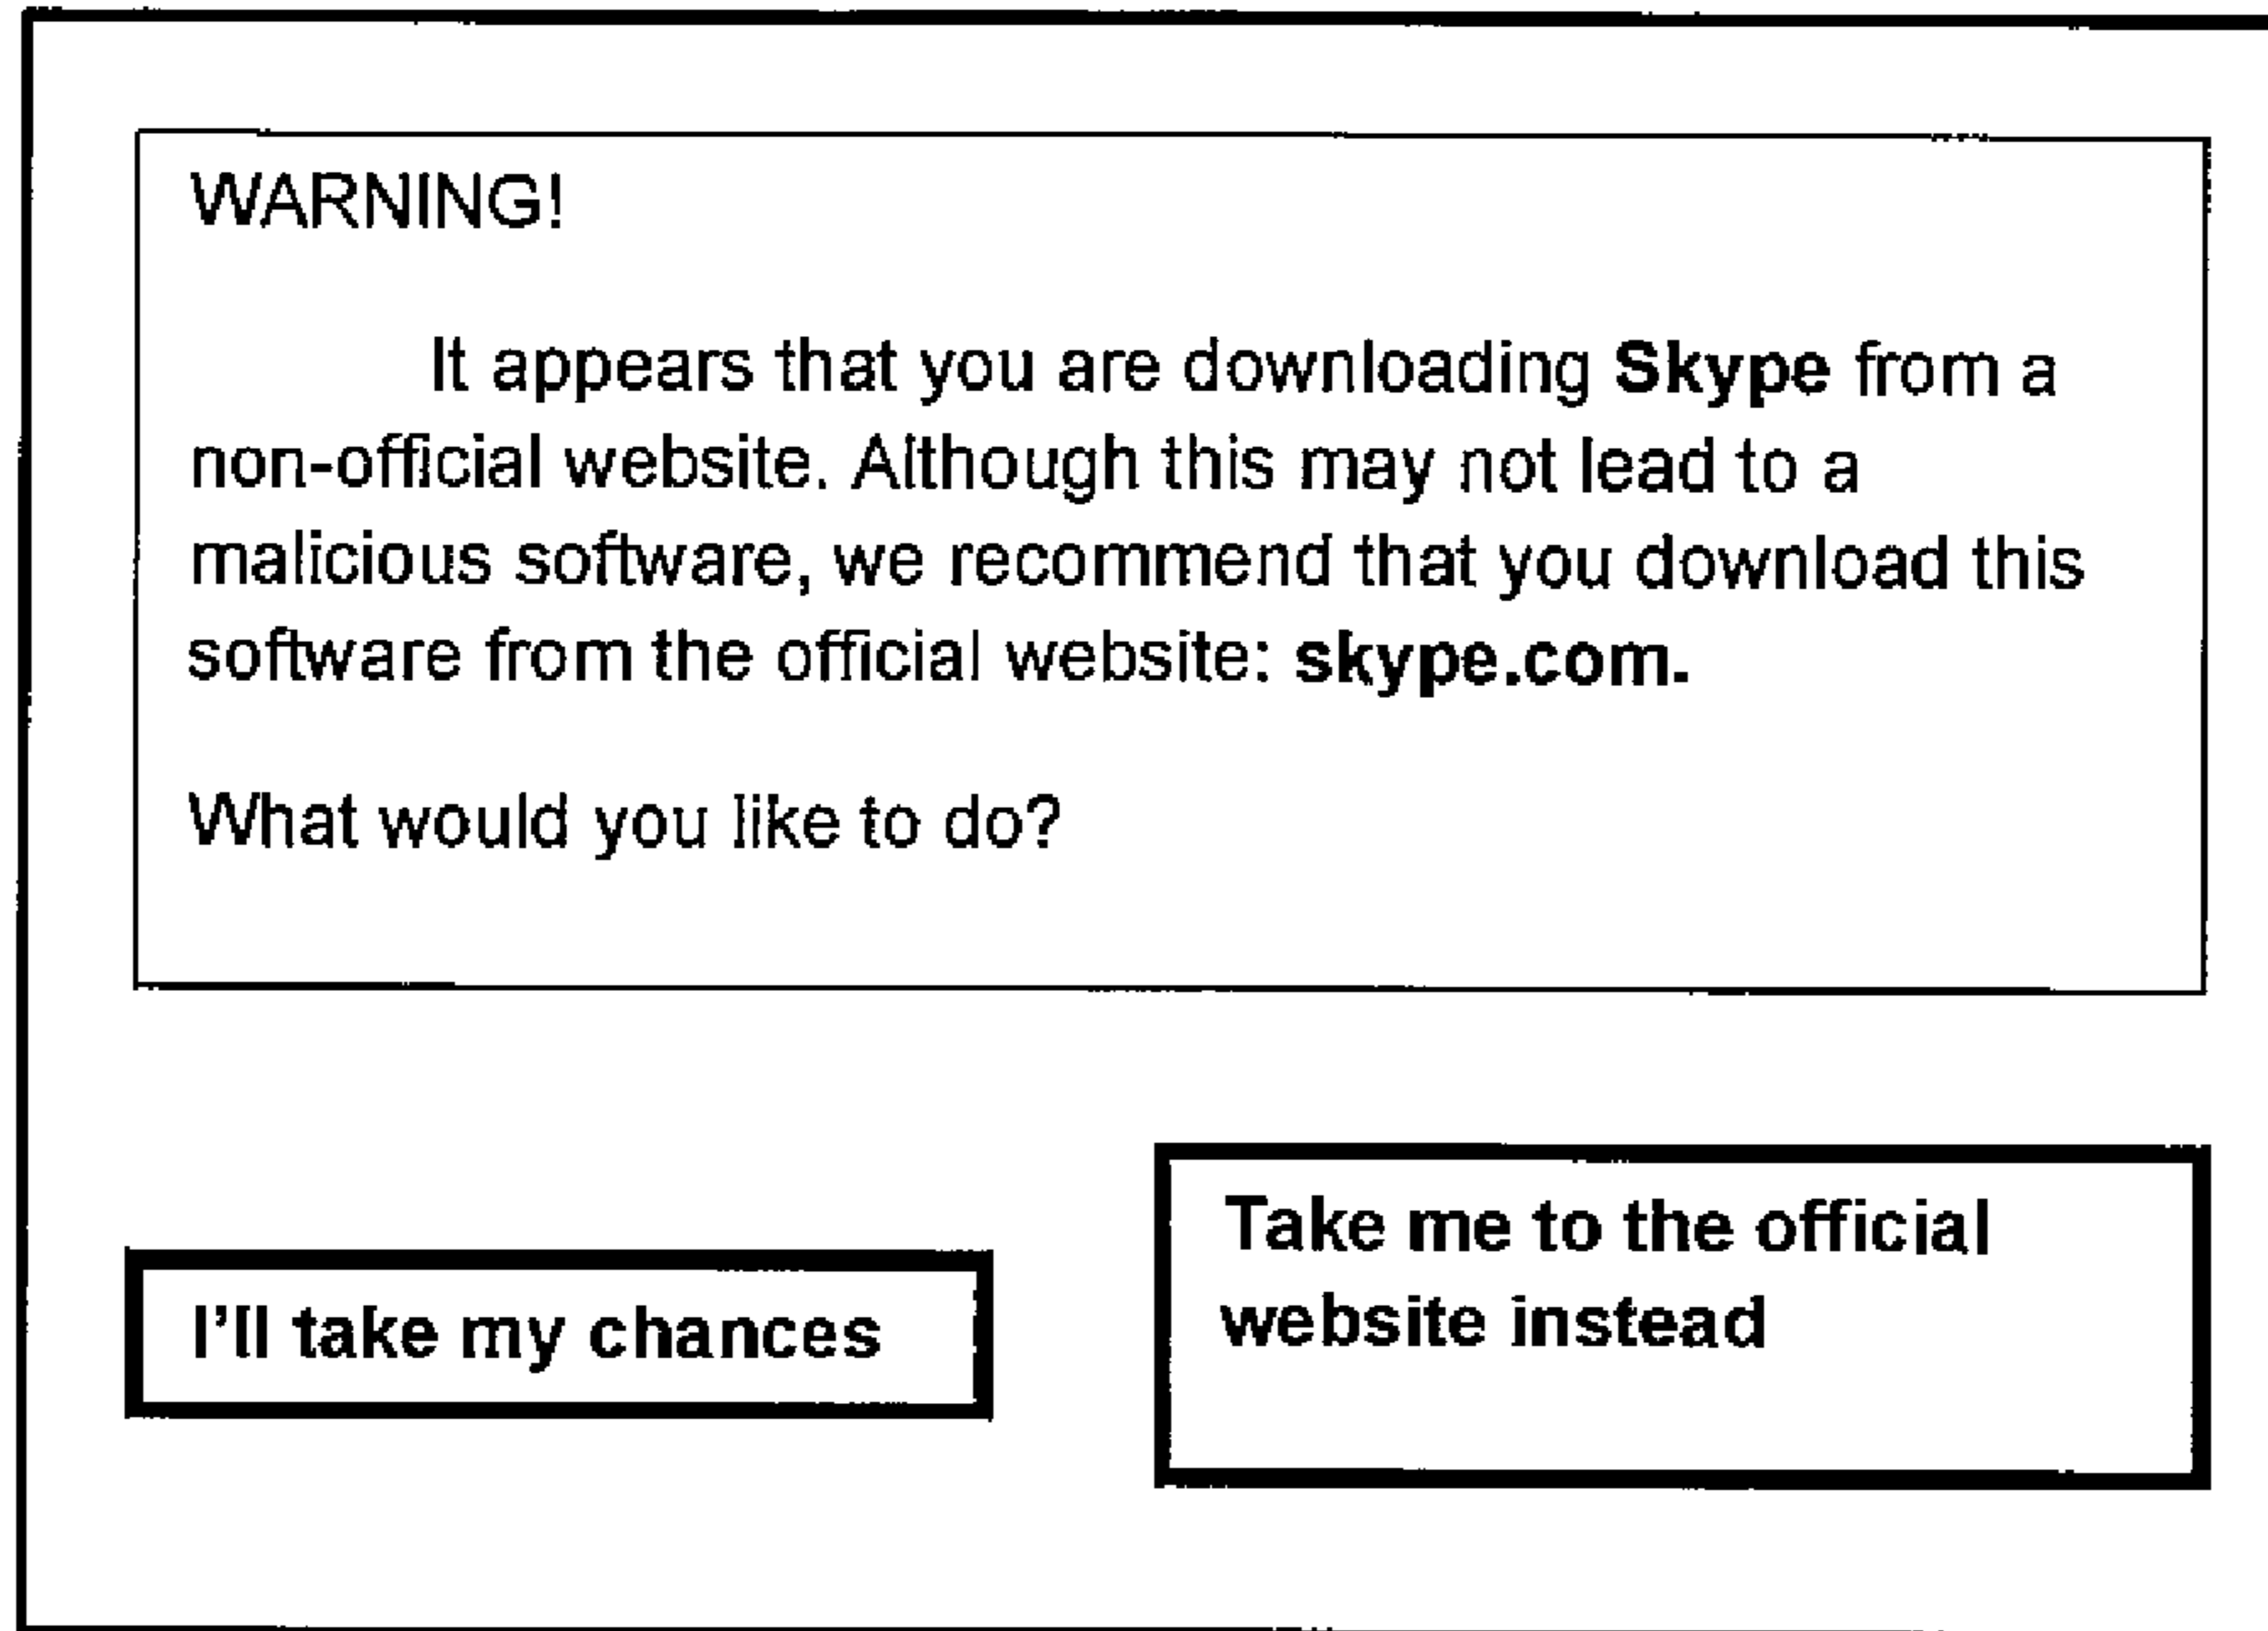 WARNING!
It appears that you are downloading Skype from a
non-official website. Although this may not lead to a
malicious software, we recommend that you download this
software from the official website: skype.com.
What would you like to do?
Take me to the official
website instead
I'll take my chances